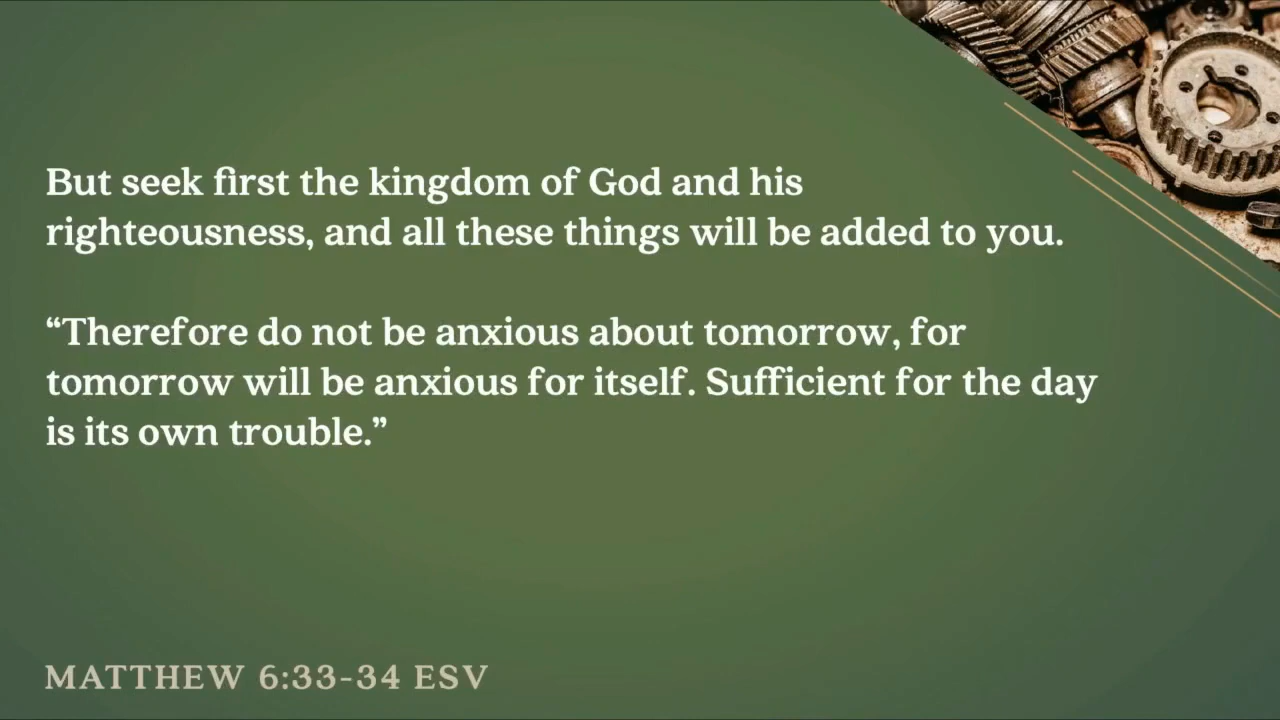 But seek first the kingdom of God and his
righteousness, and all these things will be added to you.
“Therefore do not be anxious about tomorrow, for
tomorrow will be anxious for itself. Sufficient for the day
is its own trouble.”
MATTHEW 6:33-34 ESV